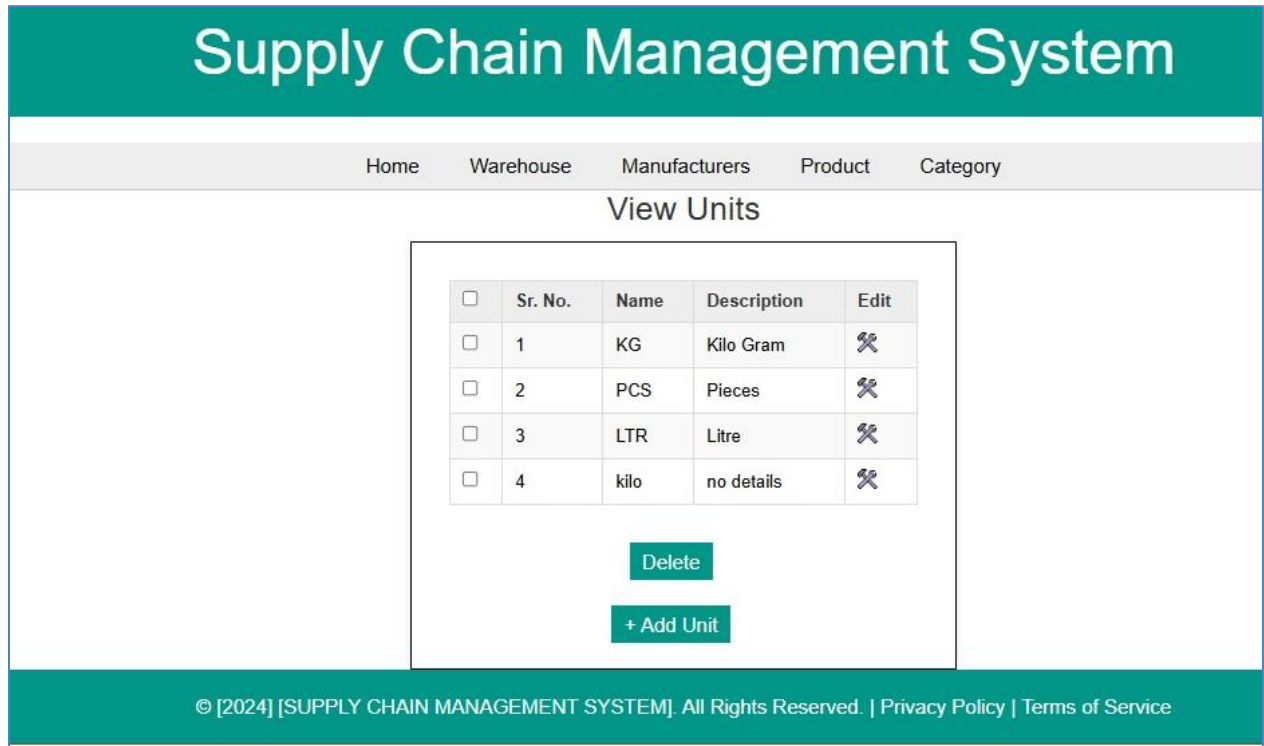 Supply Chain Management System
Home Warehouse Manufacturers Product Category
View Units
Sr. No. Name Description Edit
1 KG Kilo Gram
2 PCS Pieces
3 LTR Litre
4 kilo no details
Delete
+ Add Unit
© [2024] [SUPPLY CHAIN MANAGEMENT SYSTEM]. All Rights Reserved. | Privacy Policy | Terms of Service